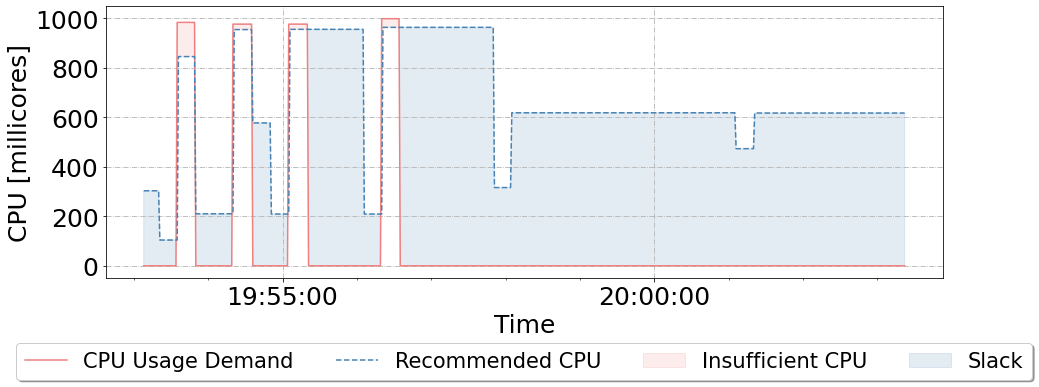 CPU [millicores]
1000
800
600
400
200
0
19:55:00 20:00:00
Time
CPU Usage Demand Recommended CPU Insufficient CPU Slack